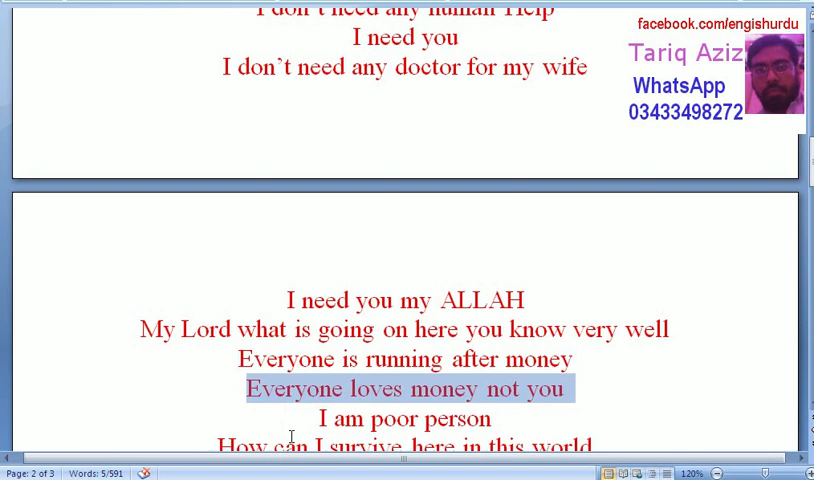 I don't need any human Help
I need you
I don't need any doctor for my wife
facebook.com/engishurdu
Tariq Aziz
WhatsApp
03433498272
I need you my ALLAH
My Lord what is going on here you know very well
Everyone is running after money
Everyone loves money not you
I am poor person
How can I survive here in this world
Page: 2 of 3
Words: 5/591
120%